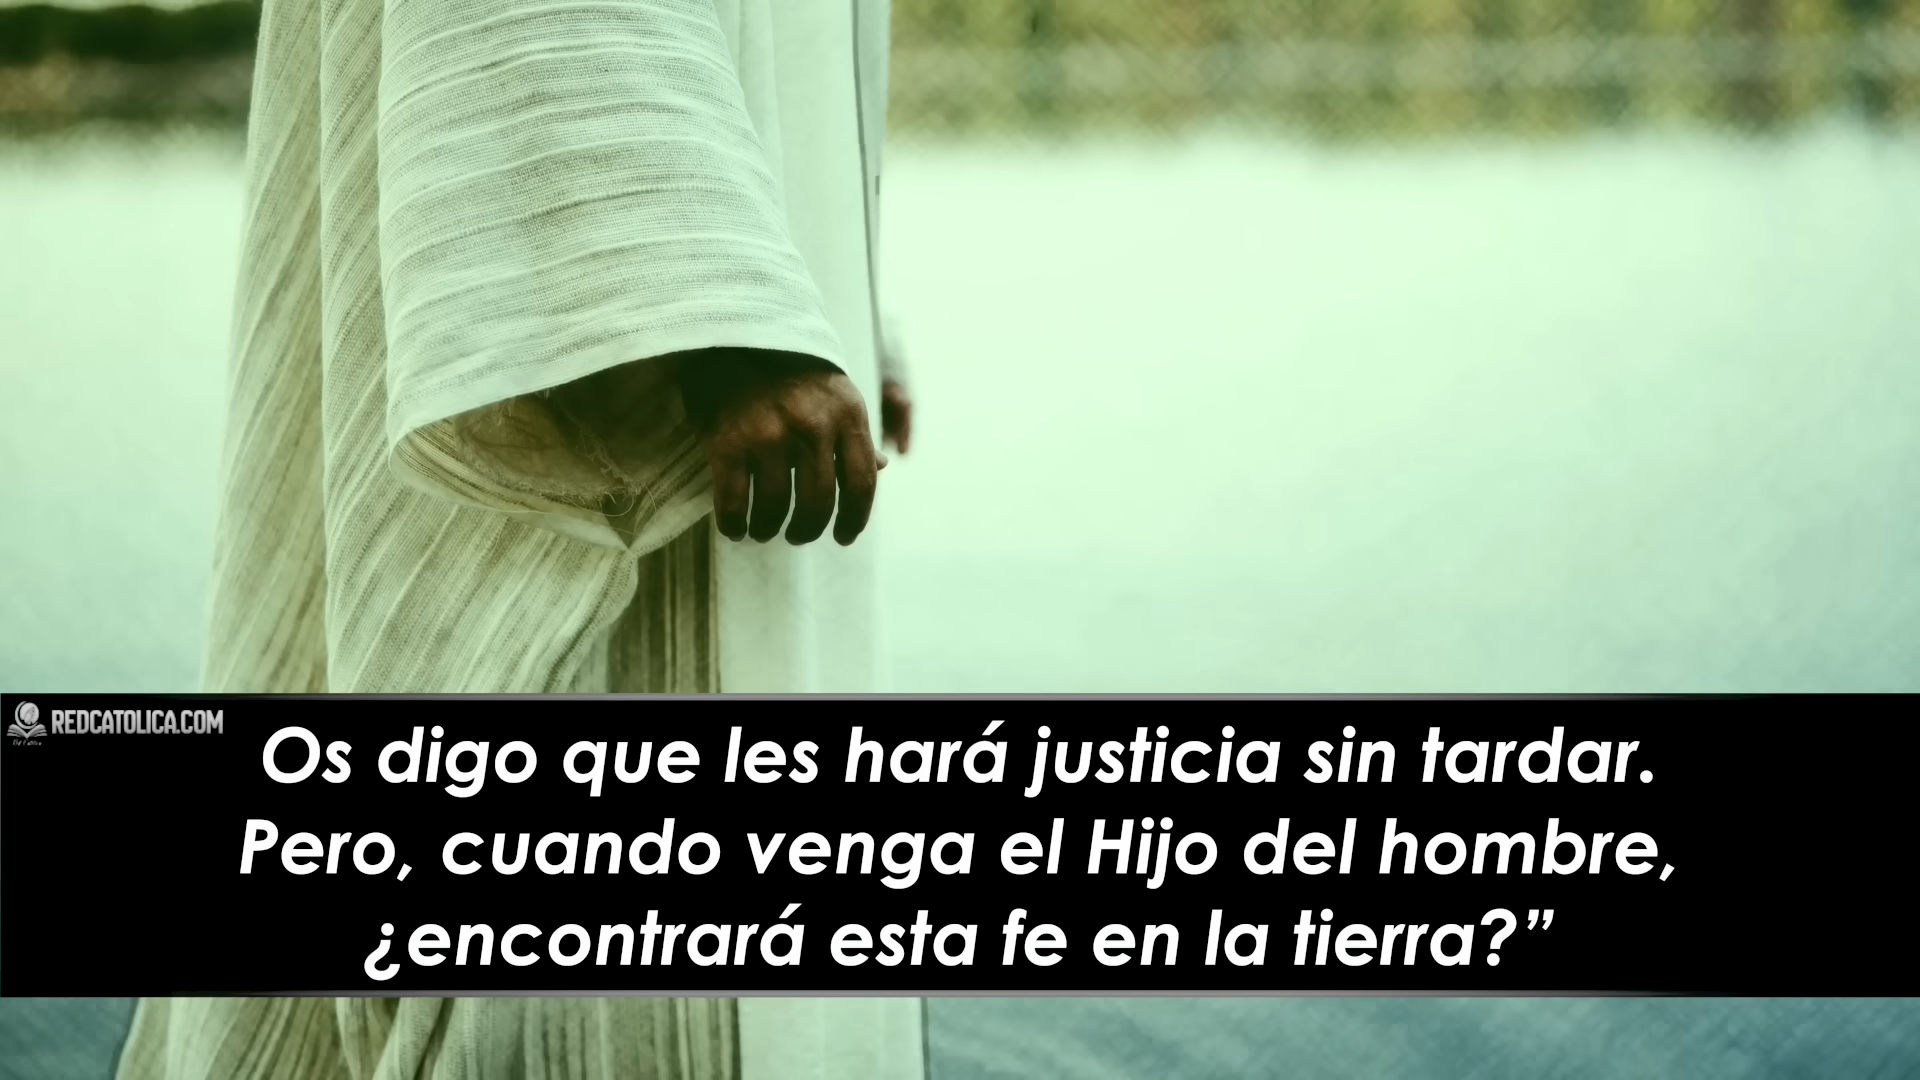 REDCATOLICA.COM
Os digo que les hará justicia sin tardar.
Pero, cuando venga el Hijo del hombre,
¿encontrará esta fe en la tierra?”